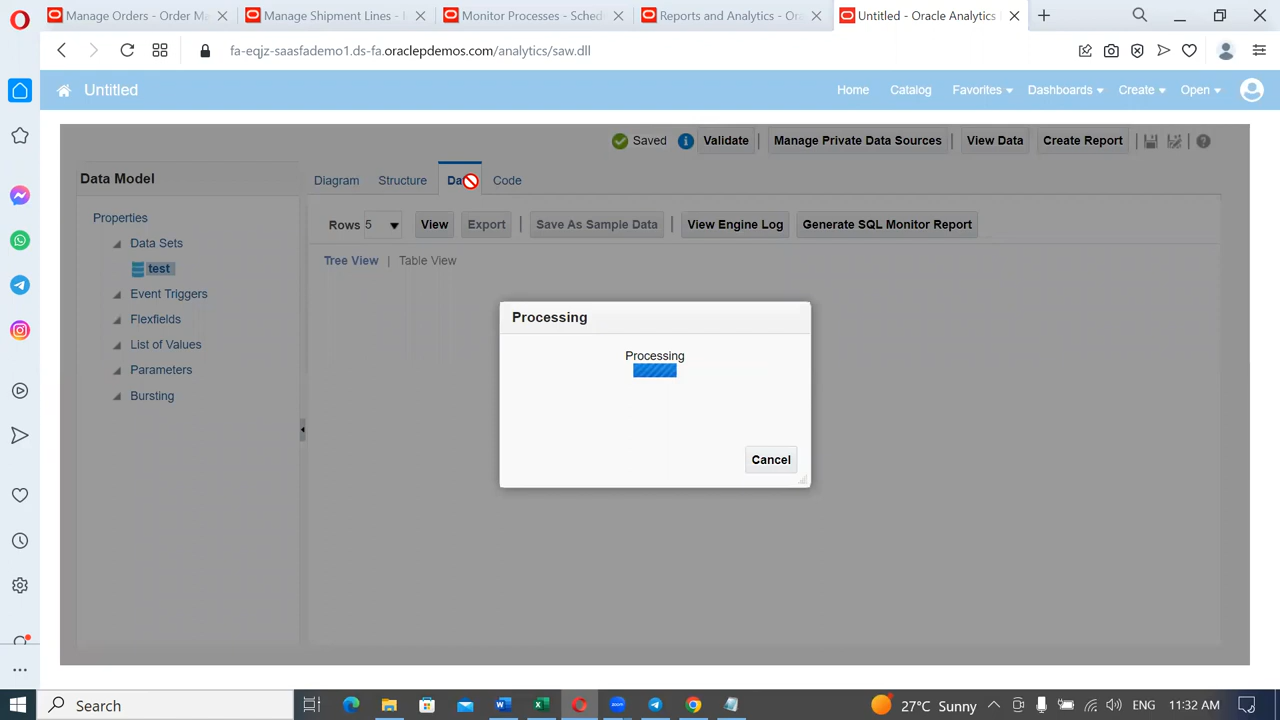 Manage Orders - Order M
Manage Shipment Lines -
Monitor Processes - Sched
Reports and Analytics - Or
Untitled - Oracle Analytics
fa-eqjz-saasfademo1.ds-fa.oraclepdemos.com/analytics/saw.dll
Untitled
Home Catalog Favorites Dashboards Create Open
Saved Validate Manage Private Data Sources View Data Create Report
Data Model
Diagram Structure Da Code
Properties
Data Sets
test
Event Triggers
Flexfields
List of Values
Parameters
Bursting
Rows 5 View Export Save As Sample Data View Engine Log Generate SQL Monitor Report
Tree View | Table View
Processing
Processing
Cancel
Search
27°C Sunny
ENG
11:32 AM